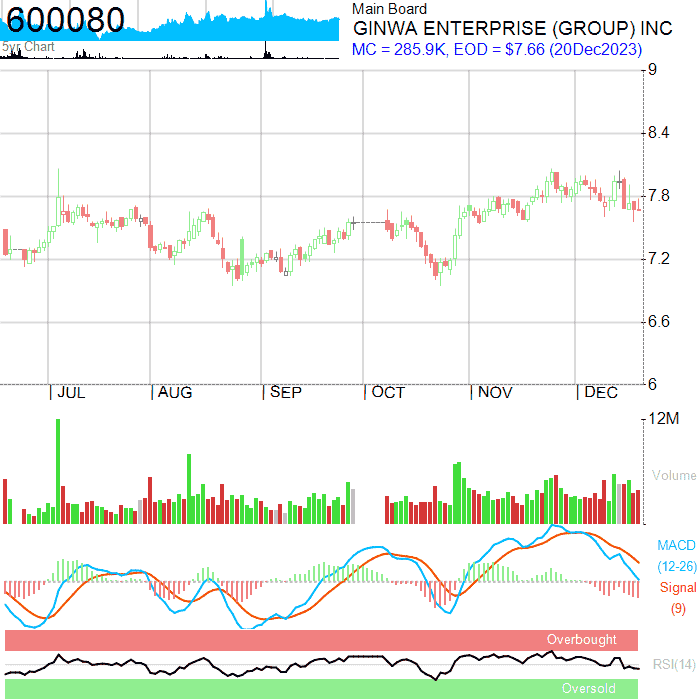 600080
5yr Chart
Main Board
GINWA ENTERPRISE (GROUP) INC
MC = 285.9K, EOD = $7.66 (20Dec2023)
9
8.4
7.8
7.2
6.6
6
JUL AUG SEP OCT NOV DEC
12M
Volume
MACD
(12-26)
Signal
(9)
Overbought
RSI(14)
Oversold